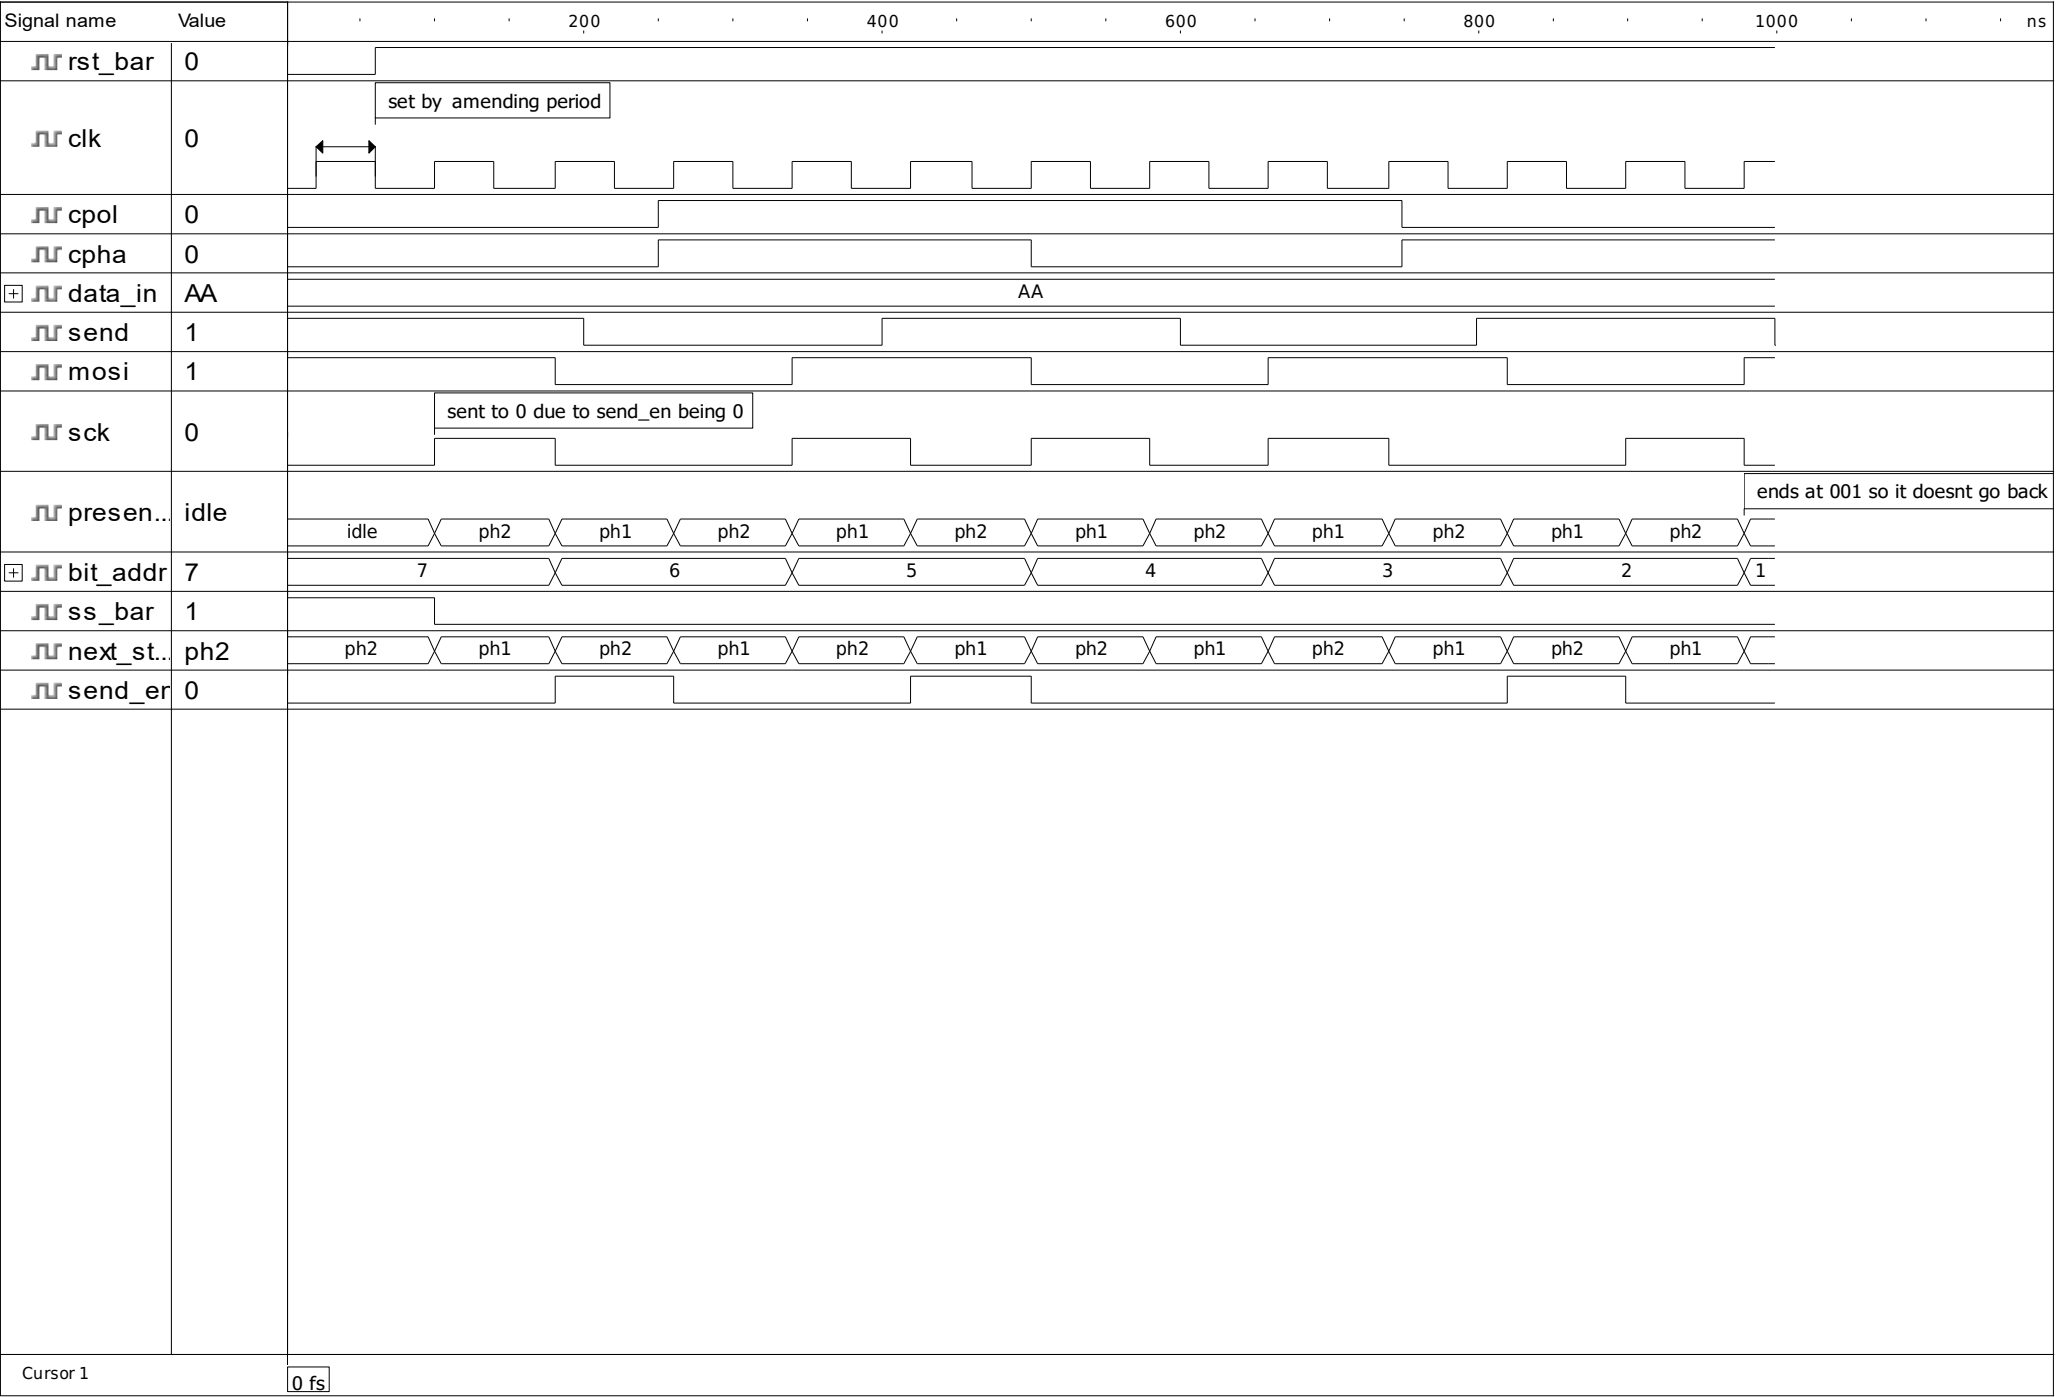 Signal name Value 200 400 600 800 1000 ns
rst_bar 0
set by amending period
clk 0
cpol 0
cpha 0
data_in AA AA
send 1
mosi 1
sent to 0 due to send_en being 0
sck 0
ends at 001 so it doesnt go back
presen... idle idle ph2 ph1 ph2 ph1 ph2 ph1 ph2 ph1 ph2 ph1 ph2
bit_addr 7 7 6 5 4 3 2 1
ss_bar 1
next_st... ph2 ph2 ph1 ph2 ph1 ph2 ph1 ph2 ph1 ph2 ph1 ph2 ph1
send_er 0
Cursor 1
0 fs